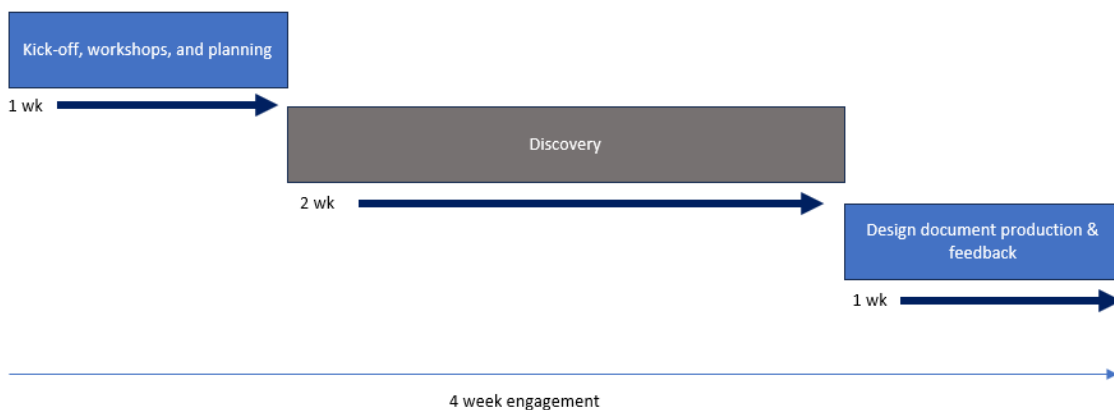 Kick-off, workshops, and planning
1 wk
Discovery
2 wk
Design document production &
feedback
1 wk
4 week engagement